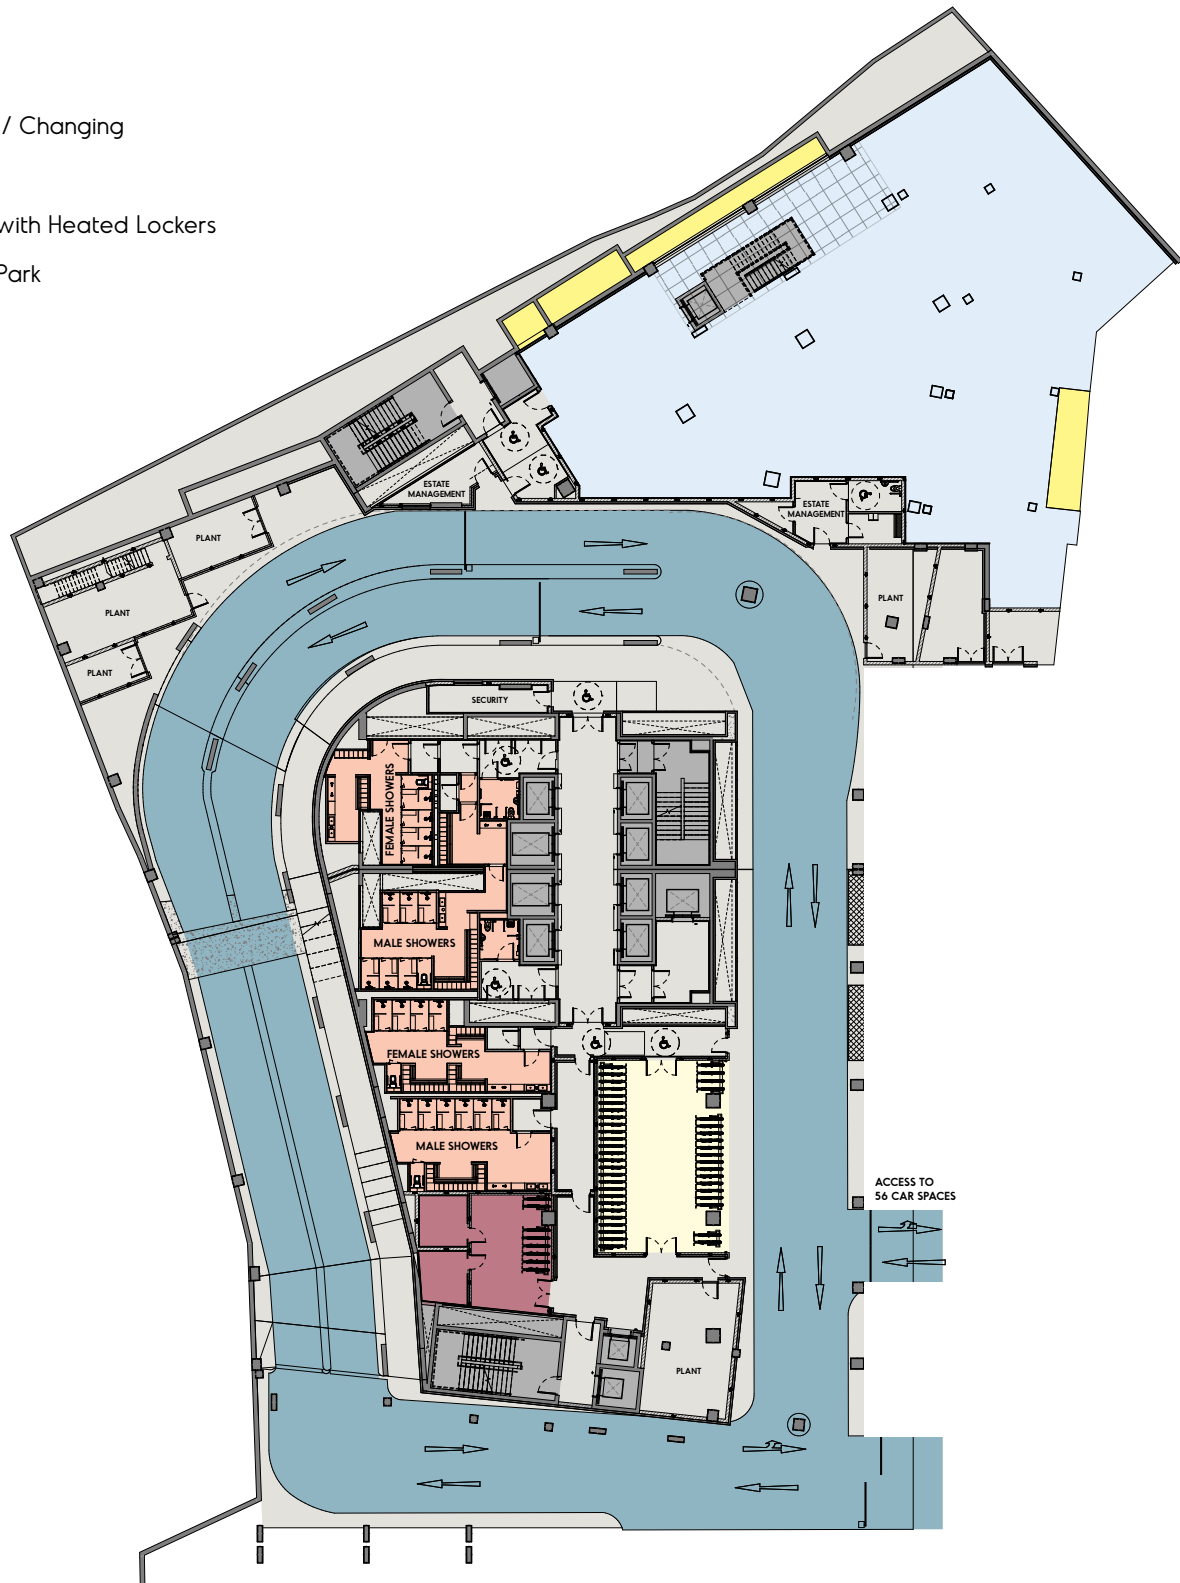 / Changing
with Heated Lockers
Park
ESTATE
MANAGEMENT
ESTATE
MANAGEMENT
PLANT
PLANT
PLANT
PLANT
SECURITY
FEMALE SHOWERS
MALE SHOWERS
FEMALE SHOWERS
MALE SHOWERS
ACCESS TO
56 CAR SPACES
PLANT